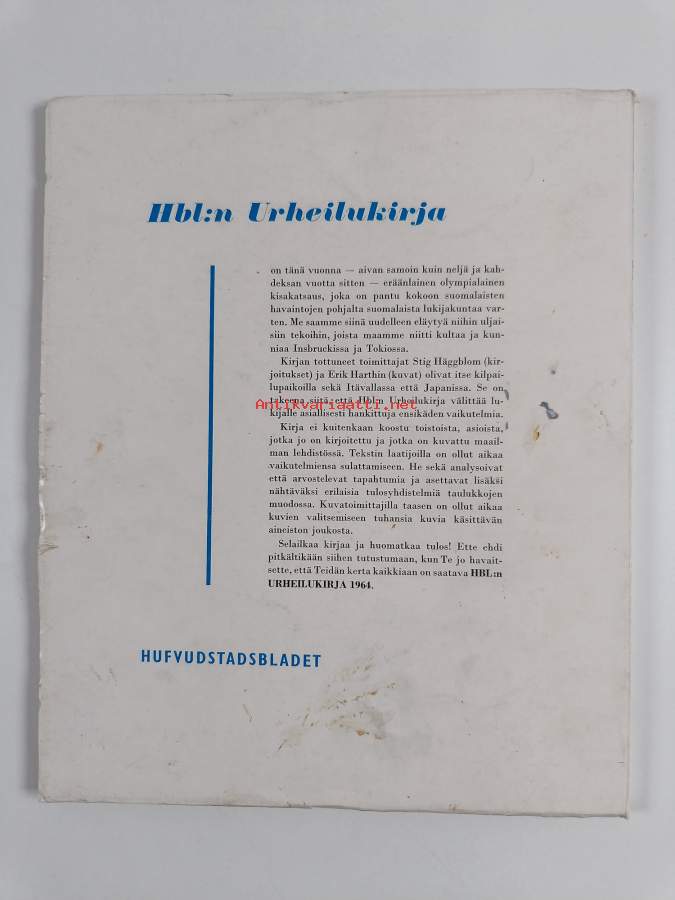 Hbl:n Urheilukirja
on tänä vuonna — aivan samoin kuin neljä ja kah-
deksan vuotta sitten — eräänlainen olympialainen
kisakatsaus, joka on pantu kokoon suomalaisten
havaintojen pohjalta suomalaista lukijakuntaa var-
ten. Me saamme siinä uudelleen eläytyä niihin uljai-
siin tekoihin, joista maamme niitti kultaa ja kun-
niaa Insbruckissa ja Tokiossa.
Kirjan tottuneet toimittajat Stig Häggblom (kir-
joitukset) ja Erik Harthin (kuvat) olivat itse kilpai-
lupaikoilla sekä Itävallassa että Japanissa. Se on
takeena siitä että Hbl:n Urheilukirja välittää lu-
kijalle asiallisesti hankittuja ensikäden vaikutelmia.
Antikvariaatti.net
Kirja ei kuitenkaan koostu toistoista, asioista,
jotka jo on kirjoitettu ja jotka on kuvattu maail-
man lehdistössä. Tekstin laatijoilla on ollut aikaa
vaikutelmiensa sulattamiseen. He sekä analysoivat
että arvostelevat tapahtumia ja asettavat lisäksi
nähtäväksi erilaisia tulosyhdistelmiä taulukkojen
muodossa. Kuvatoimittajilla taasen on ollut aikaa
kuvien valitsemiseen tuhansia kuvia käsittävän
aineiston joukosta.
Selailkaa kirjaa ja huomatkaa tulos! Ette ehdi
pitkältikään siihen tutustumaan, kun Te jo havait-
sette, että Teidän kerta kaikkiaan on saatava HBL:n
URHEILUKIRJA 1964.
HUFVUDSTADSBLADET